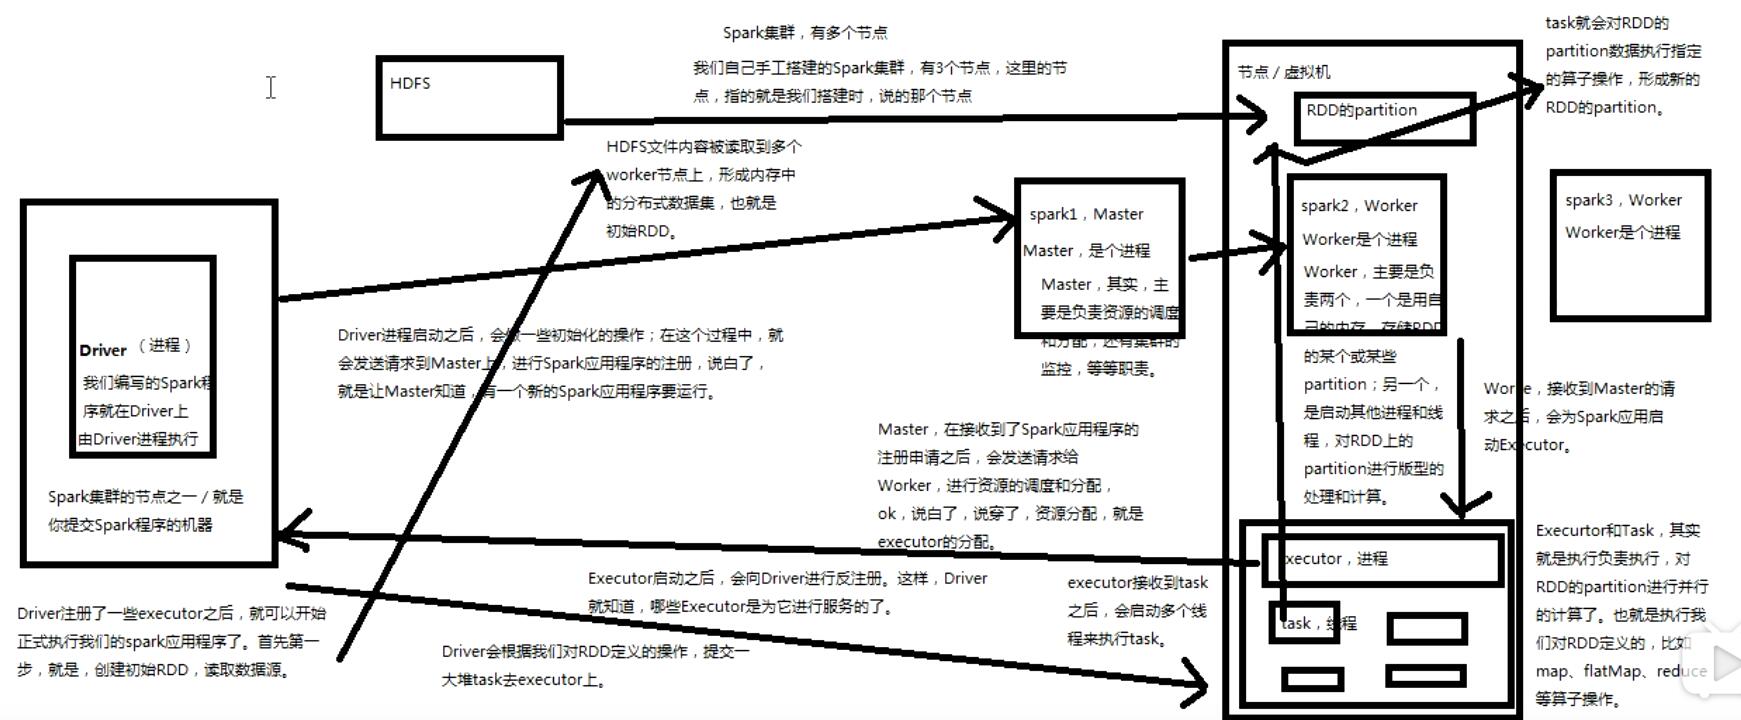 Spark集群，有多个节点
我们自己手工搭建的Spark集群，有3个节点，这里的节
点，指的就是我们搭建时，说的那个节点
HDFS
HDFS文件内容被读取到多个
worker节点上，形成内存中
的分布式数据集，也就是
初始RDD。
Driver（进程）
我们编写的Spark程
序就在Driver上
由Driver进程执行
Spark集群的节点之一 / 就是
你提交Spark程序的机器
Driver进程启动之后，会做一些初始化的操作；在这个过程中，就
会发送请求到Master上，进行Spark应用程序的注册，说白了，
就是让Master知道，有一个新的Spark应用程序要运行。
spark1，Master
Master，是个进程
Master，其实，主
要是负责资源的调度
和分配，还有集群的
监控，等等职责。
Master，在接收到了Spark应用程序的
注册申请之后，会发送请求给
Worker，进行资源的调度和分配，
ok，说白了，说穿了，资源分配，就是
executor的分配。
节点 / 虚拟机
RDD的partition
spark2，Worker
Worker是个进程
Worker，主要是负
责两个，一个是用自
己的内存，存储RDD
的某个或某些
partition；另一个，
是启动其他进程和线
程，对RDD上的
partition进行版型的
处理和计算。
task就会对RDD的
partition数据执行指定
的算子操作，形成新的
RDD的partition。
spark3，Worker
Worker是个进程
，接收到Master的请
求之后，会为Spark应用启
动Executor。
xecutor，进程
task，线程
Executor启动之后，会向Driver进行反注册。这样，Driver
就知道，哪些Executor是为它进行服务的了。
executor接收到task
之后，会启动多个线
程来执行task。
Driver注册了一些executor之后，就可以开始
正式执行我们的spark应用程序了。首先第一
步，就是，创建初始RDD，读取数据源。
Driver会根据我们对RDD定义的操作，提交一
大堆task去executor上。
Execurtor和Task，其实
就是执行负责执行，对
RDD的partition进行并行
的计算了。也就是执行我
们对RDD定义的，比如
map、flatMap、reduce
等算子操作。